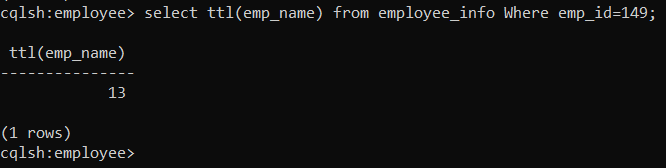 cqlsh:employee> select ttl(emp_name) from employee_info Where emp_id=149;
ttl(emp_name)
---------------
13
(1 rows)
cqlsh:employee>